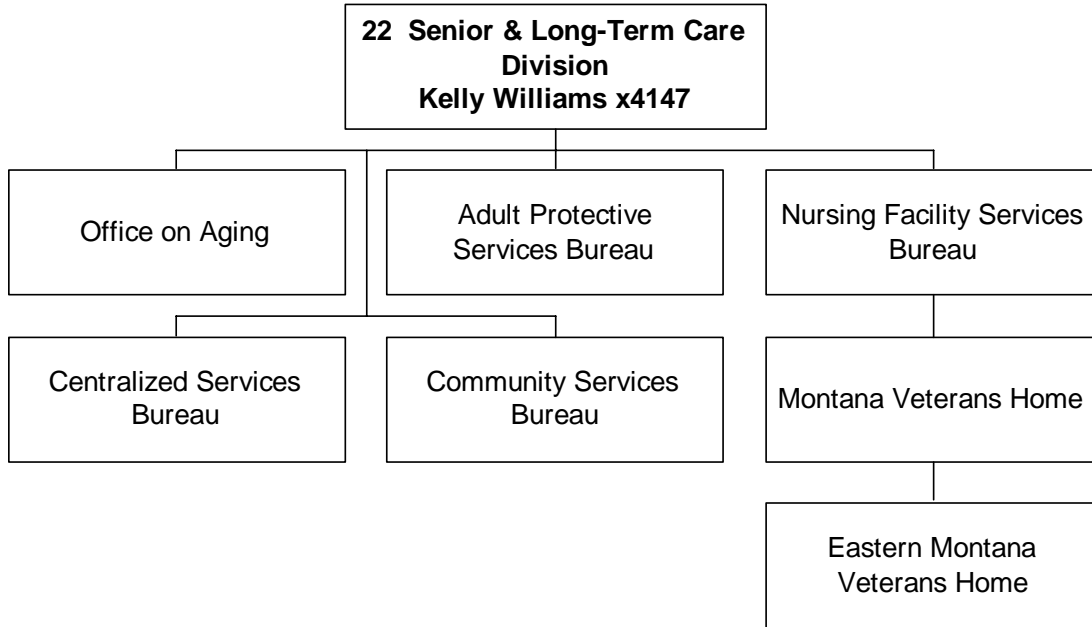 22 Senior & Long-Term Care
Division
Kelly Williams x4147
Office on Aging
Adult Protective
Services Bureau
Nursing Facility Services
Bureau
Centralized Services
Bureau
Community Services
Bureau
Montana Veterans Home
Eastern Montana
Veterans Home